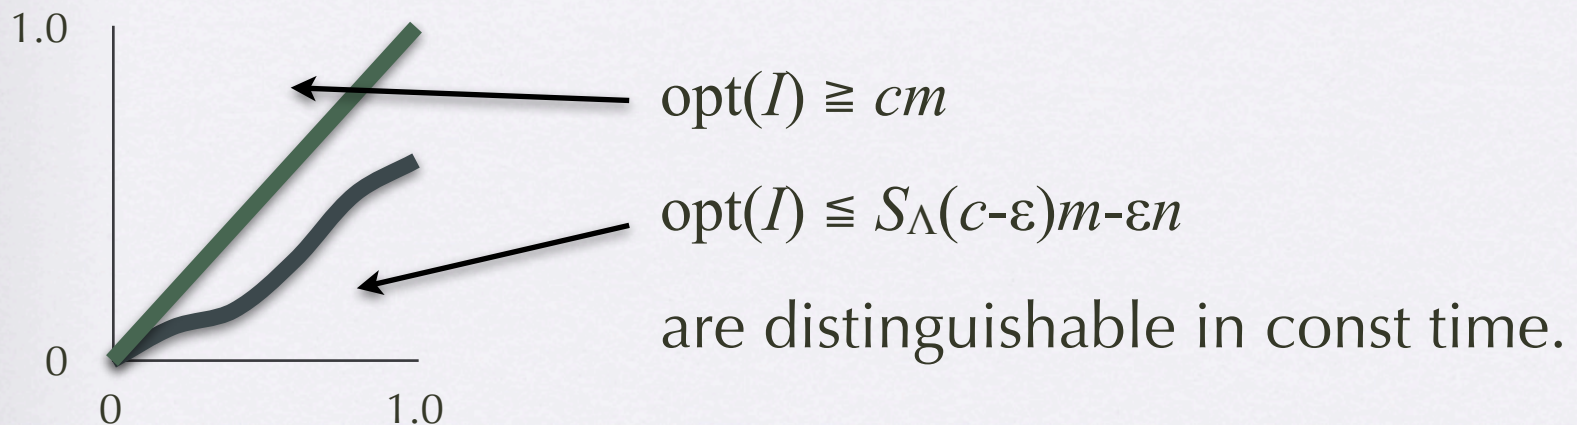 1.0
opt(I) ≧ cm
opt(I) ≦ SΛ(c-ε)m-εn
are distinguishable in const time.
0
0
1.0